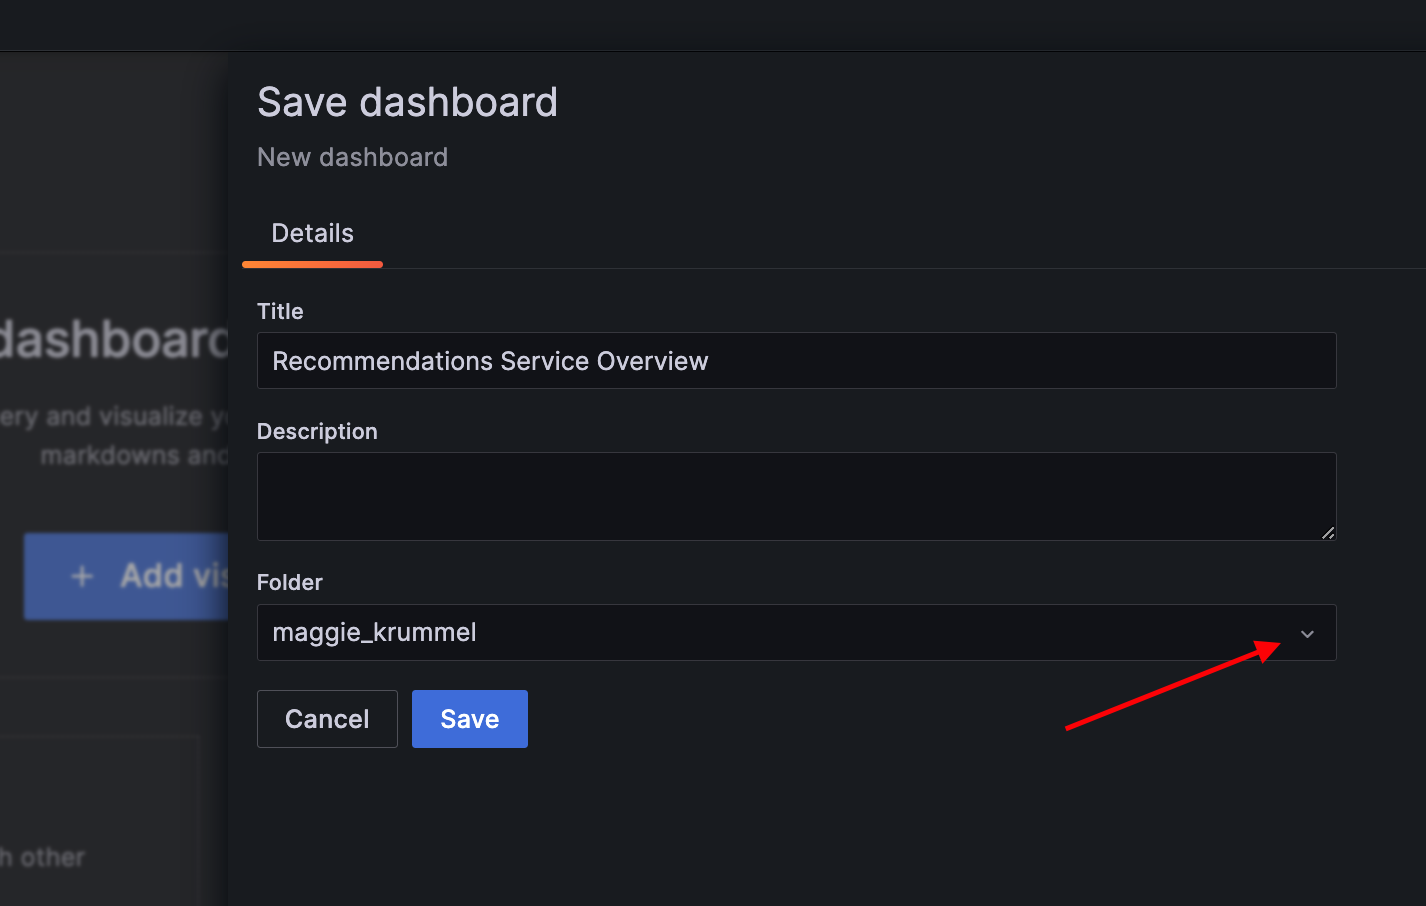 Save dashboard
New dashboard
Details
Title
Recommendations Service Overview
Description
Folder
maggie_krummel
Cancel
Save
dashboard
ery and visualize
markdowns and
+ Add
h other